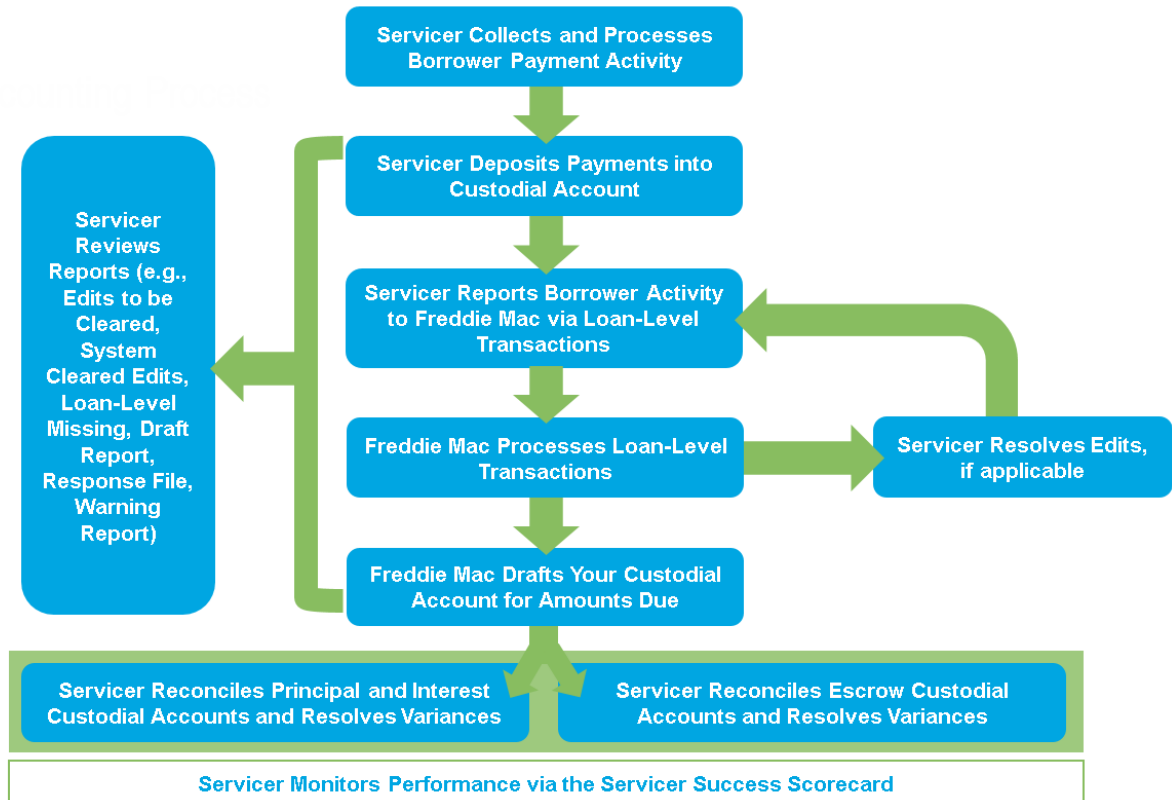 Servicer Collects and Processes
Borrower Payment Activity
Servicer Deposits Payments into
Custodial Account
Servicer
Reviews
Reports (e.g.,
Edits to be
Cleared,
System
Cleared Edits,
Loan-Level
Missing, Draft
Report,
Response File,
Warning
Report)
Servicer Reports Borrower Activity
to Freddie Mac via Loan-Level
Transactions
Freddie Mac Processes Loan-Level
Transactions
Servicer Resolves Edits,
if applicable
Freddie Mac Drafts Your Custodial
Account for Amounts Due
Servicer Reconciles Principal and Interest
Custodial Accounts and Resolves Variances
Servicer Reconciles Escrow Custodial
Accounts and Resolves Variances
Servicer Monitors Performance via the Servicer Success Scorecard